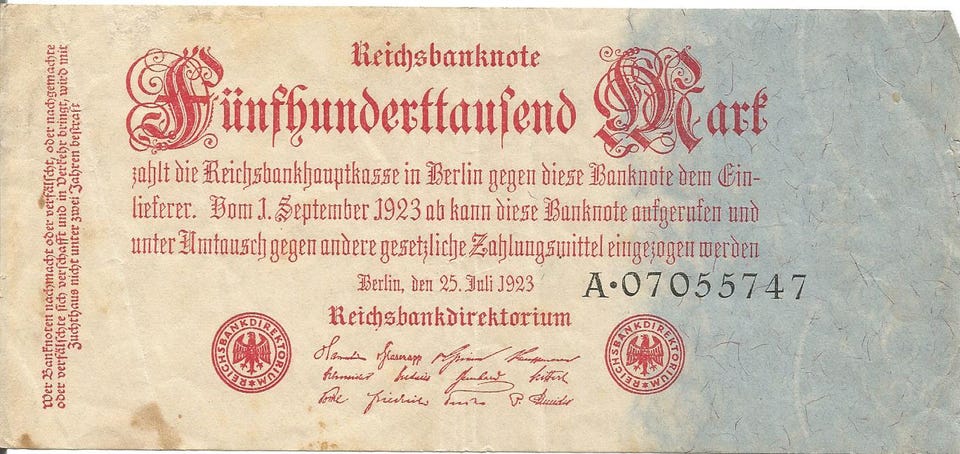 Reichsbanknote
Fünfhunderttausend Mark
zahlt die Reichsbankhauptkasse in Berlin gegen diese Banknote dem Ein-
lieferer. Vom 1. September 1923 ab kann diese Banknote aufgerufen und
unter Umtausch gegen andere gesetzliche Zahlungsmittel eingezogen werden
Berlin, den 25. Juli 1923
A·07055747
Reichsbankdirektorium
REICHSBANKDIREKTORIUM
REICHSBANKDIREKTORIUM
Wer Banknoten nachmacht oder verfälscht, oder nachgemachte
oder verfälschte sich verschafft und in Verkehr bringt, wird mit
Zuchthaus nicht unter zwei Jahren bestraft